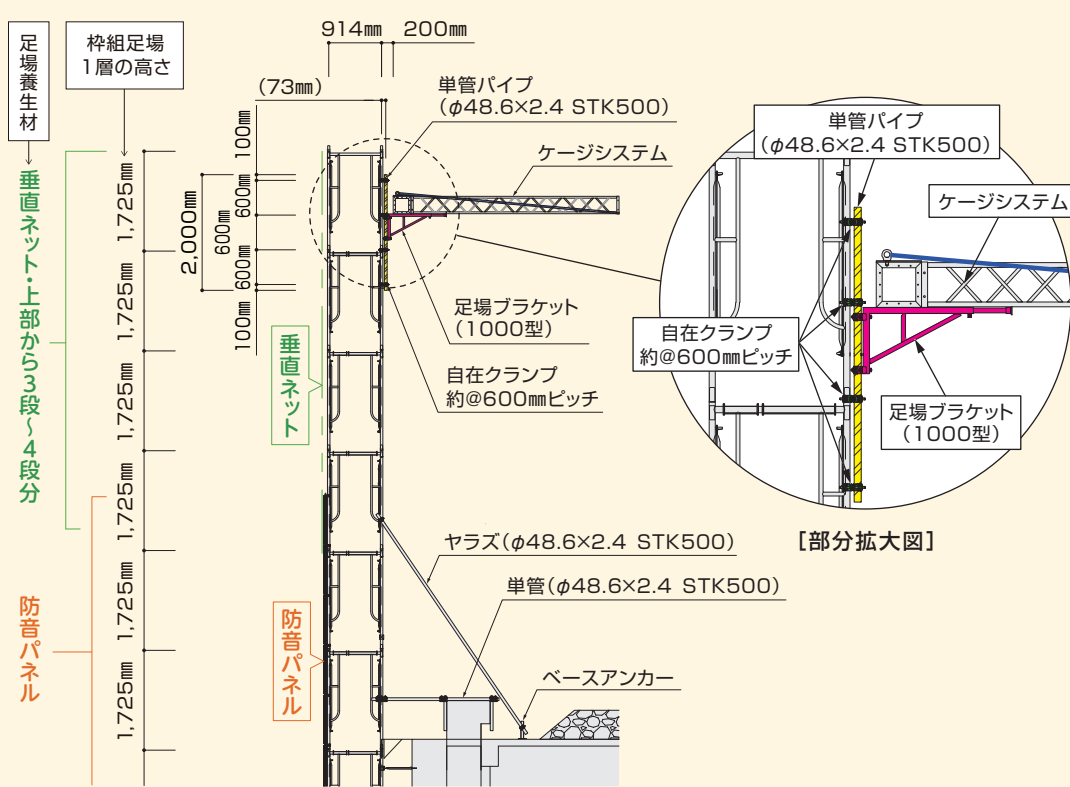 足場養生材
枠組足場
1層の高さ
垂直ネット・上部から3段～4段分
防音パネル
1,725㎜
1,725㎜
1,725㎜
1,725㎜
1,725㎜
1,725㎜
914㎜
200㎜
(73㎜)
100㎜
600㎜
600㎜
600㎜
100㎜
2,000㎜
単管パイプ
(φ48.6×2.4 STK500)
ケージシステム
足場ブラケット
(1000型)
自在クランプ
約@600㎜ピッチ
垂直ネット
防音パネル
ヤラズ(φ48.6×2.4 STK500)
単管(φ48.6×2.4 STK500)
ベースアンカー
単管パイプ
(φ48.6×2.4 STK500)
ケージシステム
自在クランプ
約@600㎜ピッチ
足場ブラケット
(1000型)
[部分拡大図]